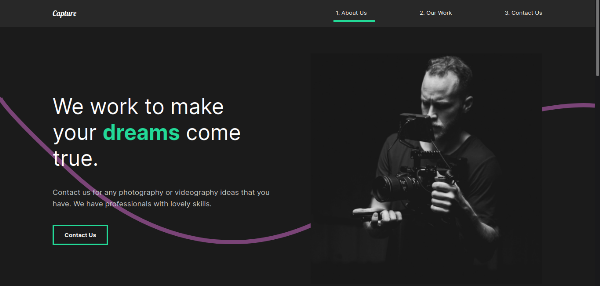 Capture
1. About Us
2. Our Work
3. Contact Us
We work to make
your dreams come
true.
Contact us for any photography or videography ideas that you
have. We have professionals with lovely skills.
Contact Us